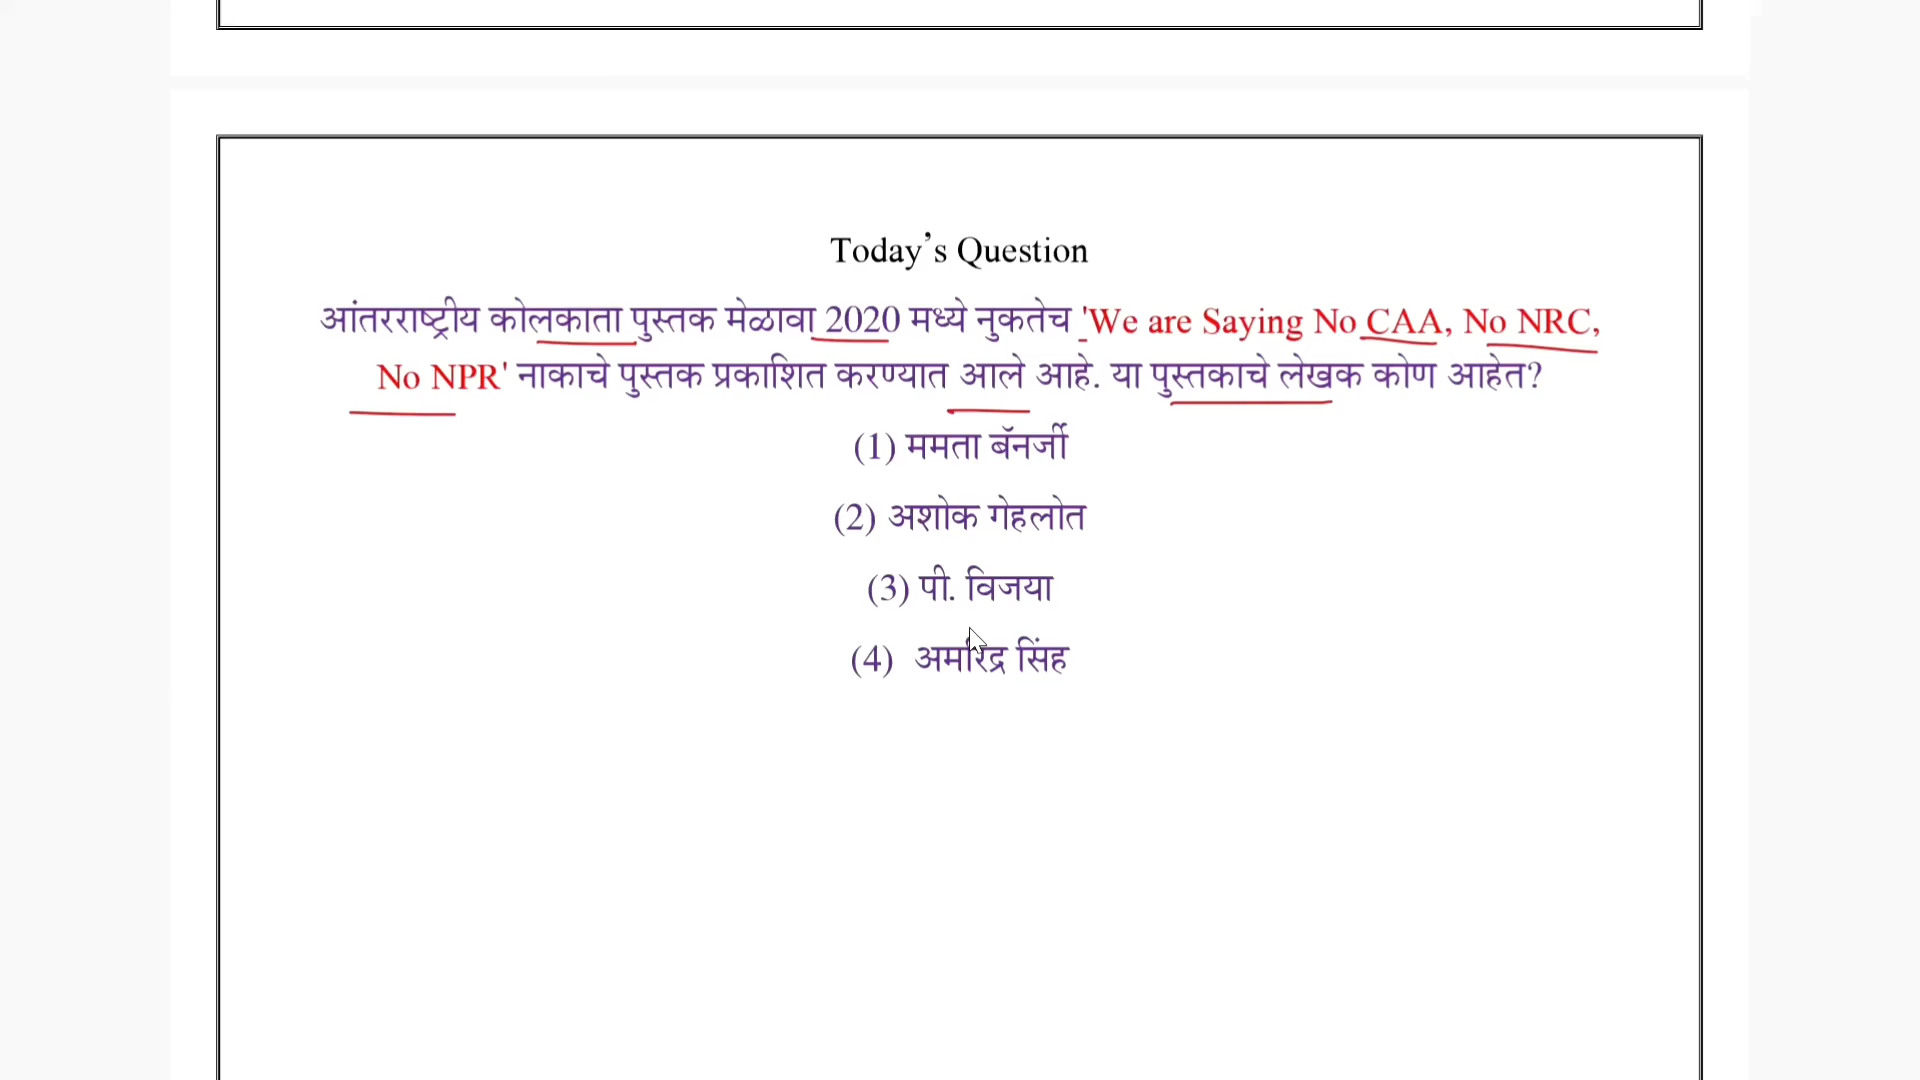 Today’s Question
आंतरराष्ट्रीय कोलकाता पुस्तक मेळावा 2020 मध्ये नुकतेच 'We are Saying No CAA, No NRC,
No NPR' नाकाचे पुस्तक प्रकाशित करण्यात आले आहे. या पुस्तकाचे लेखक कोण आहेत?
(1) ममता बॅनर्जी
(2) अशोक गेहलोत
(3) पी. विजया
(4) अमरिंद्र सिंह